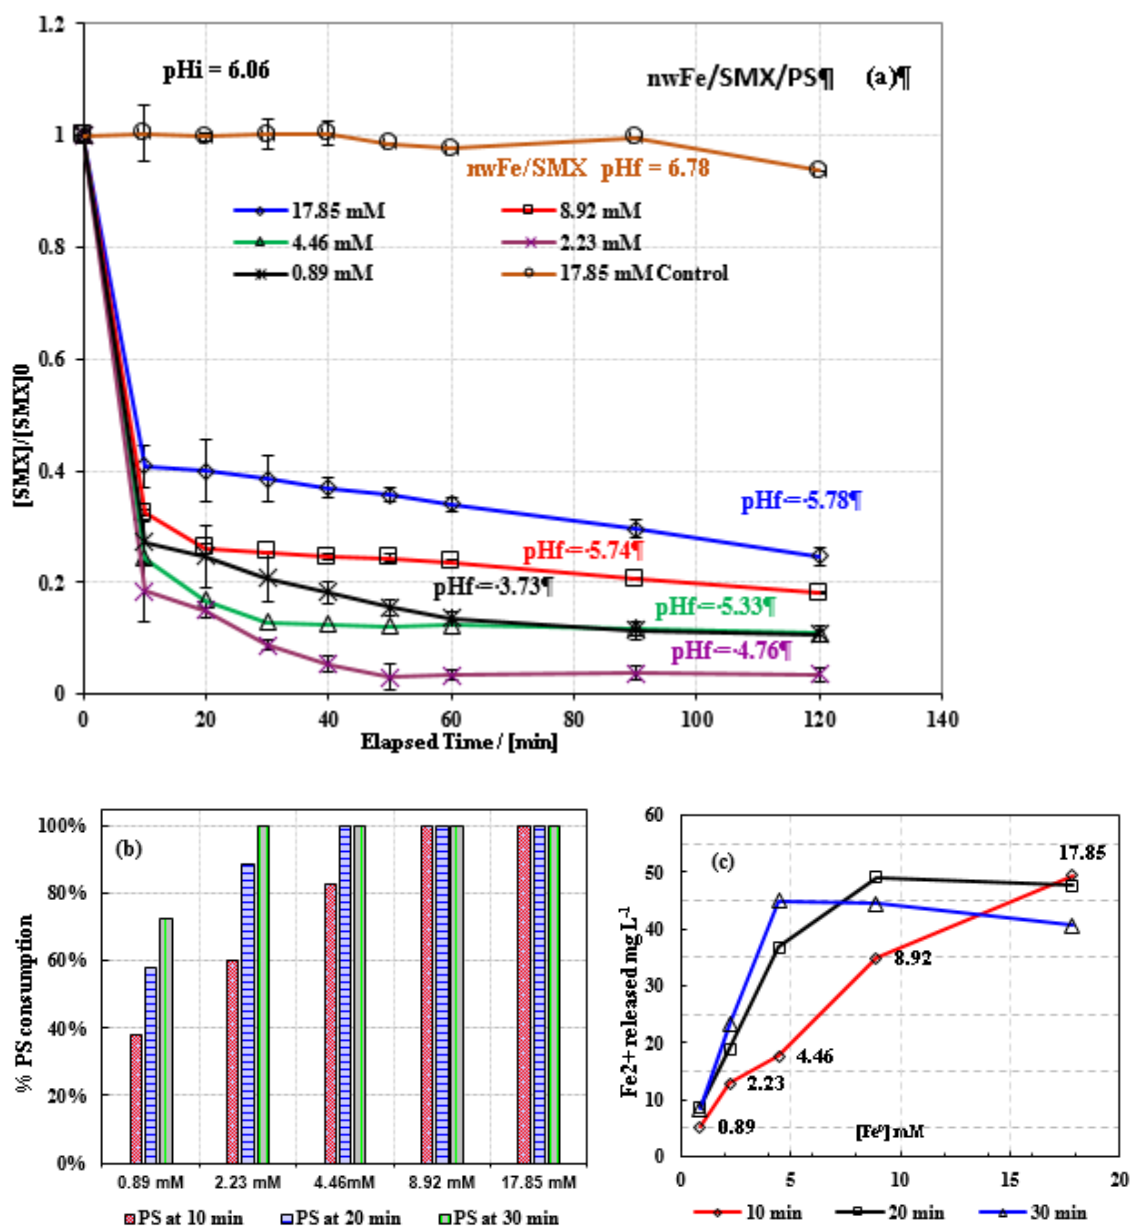 1.2
pHi = 6.06
nwFe/SMX/PS¶ (a)¶
1
nwFe/SMX pHf = 6.78
17.85 mM
8.92 mM
4.46 mM
2.23 mM
0.89 mM
17.85 mM Control
0.8
0.6
[SMX]/[SMX]0
0.4
pHf·=·5.78¶
pHf·=·5.74¶
0.2
pHf·=·3.73¶
pHf·=·5.33¶
pHf·=·4.76¶
0
0 20 40 60 80 100 120 140
Elapsed Time / [min]
(b)
100%
80%
60%
40%
20%
0%
% PS consumption
0.89 mM 2.23 mM 4.46mM 8.92 mM 17.85 mM
PS at 10 min PS at 20 min PS at 30 min
(c)
60
50
40
30
20
10
0
Fe2+ released mg L⁻¹
17.85
8.92
4.46
2.23
0.89
[Fe⁰] mM
0 5 10 15 20
10 min 20 min 30 min